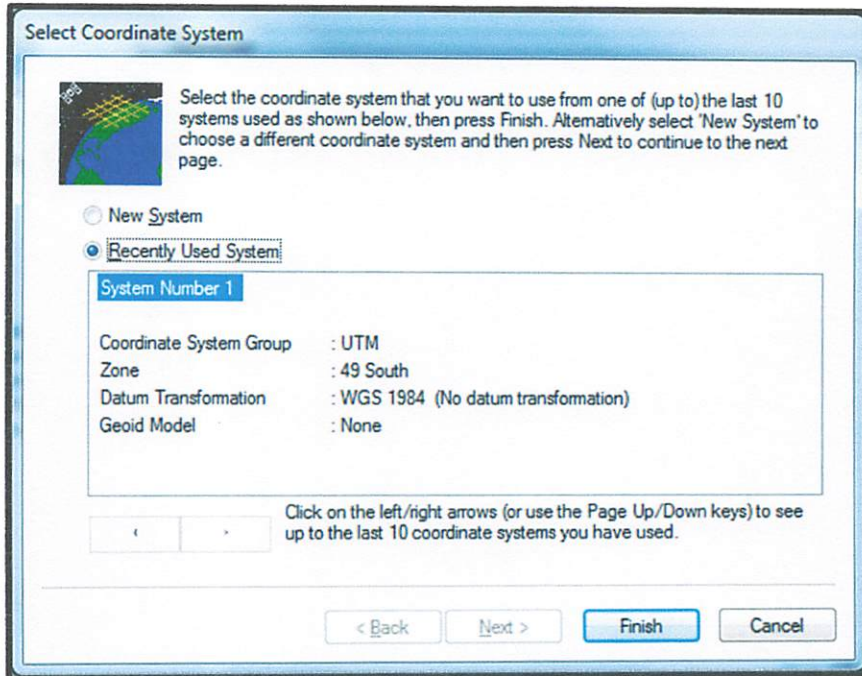 Select Coordinate System
Select the coordinate system that you want to use from one of (up to) the last 10
systems used as shown below, then press Finish. Alternatively select 'New System' to
choose a different coordinate system and then press Next to continue to the next
page.
New System
Recently Used System
System Number 1
Coordinate System Group : UTM
Zone : 49 South
Datum Transformation : WGS 1984 (No datum transformation)
Geoid Model : None
Click on the left/right arrows (or use the Page Up/Down keys) to see
up to the last 10 coordinate systems you have used.
< Back Next > Finish Cancel